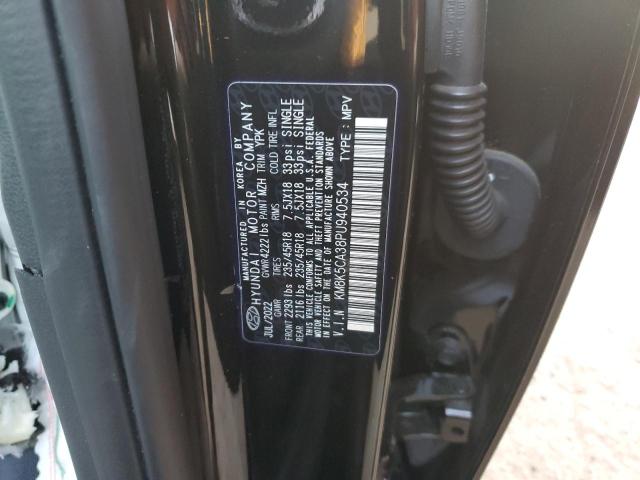 MANUFACTURED IN KOREA BY
HYUNDAI MOTOR COMPANY
JUL/2022 GVWR 4222 lbs PAINT MZH TRIM YPK
GAWR TIRES RIMS COLD TIRE INFL
FRONT 2293 lbs 235/45R18 7.5JX18 33psi SINGLE
REAR 2116 lbs 235/45R18 7.5JX18 33psi SINGLE
THIS VEHICLE CONFORMS TO ALL APPLICABLE U.S.A. FEDERAL
MOTOR VEHICLE SAFETY AND THEFT PREVENTION STANDARDS
IN EFFECT ON THE DATE OF MANUFACTURE SHOWN ABOVE
V.I.N KM8K5CA38PU940534 TYPE: MPV